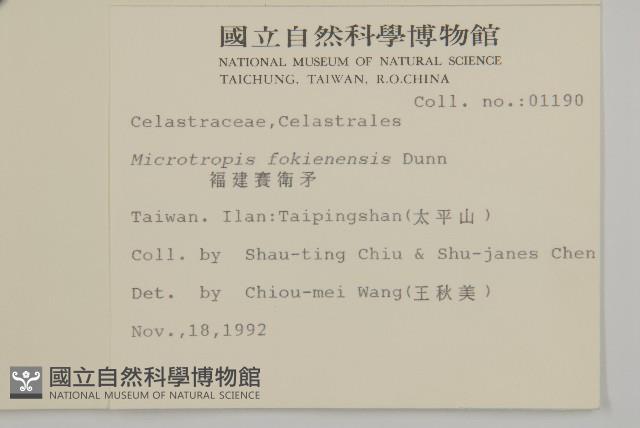 國立自然科學博物館
NATIONAL MUSEUM OF NATURAL SCIENCE
TAICHUNG, TAIWAN, R.O.CHINA
Coll. no.:01190
Celastraceae,Celastrales
Microtropis fokienensis Dunn
福建賽衛矛
Taiwan. Ilan:Taipingshan(太平山)
Coll. by Shau-ting Chiu & Shu-janes Chen
Det. by Chiou-mei Wang(王秋美)
Nov.,18,1992
國立自然科學博物館
NATIONAL MUSEUM OF NATURAL SCIENCE